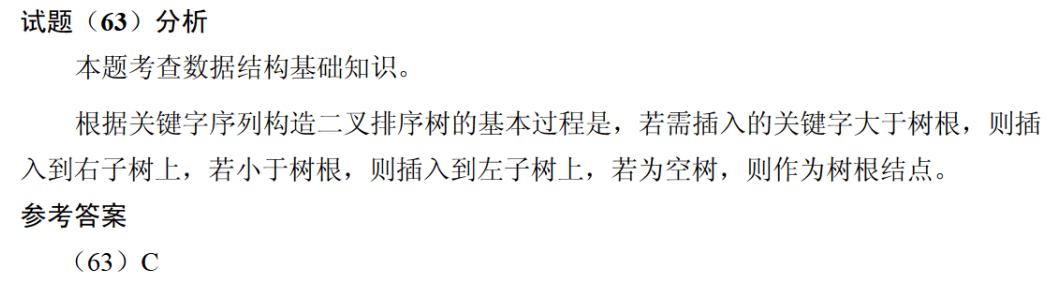 试题（63）分析
本题考查数据结构基础知识。
根据关键字序列构造二叉排序树的基本过程是，若需插入的关键字大于树根，则插
入到右子树上，若小于树根，则插入到左子树上，若为空树，则作为树根结点。
参考答案
（63）C